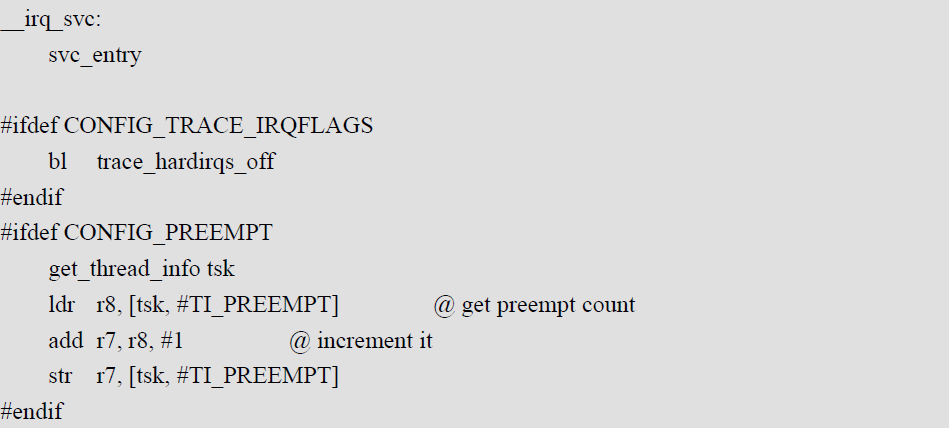 __irq_svc:
svc_entry
#ifdef CONFIG_TRACE_IRQFLAGS
bl trace_hardirqs_off
#endif
#ifdef CONFIG_PREEMPT
get_thread_info tsk
ldr r8, [tsk, #TI_PREEMPT] @ get preempt count
add r7, r8, #1 @ increment it
str r7, [tsk, #TI_PREEMPT]
#endif